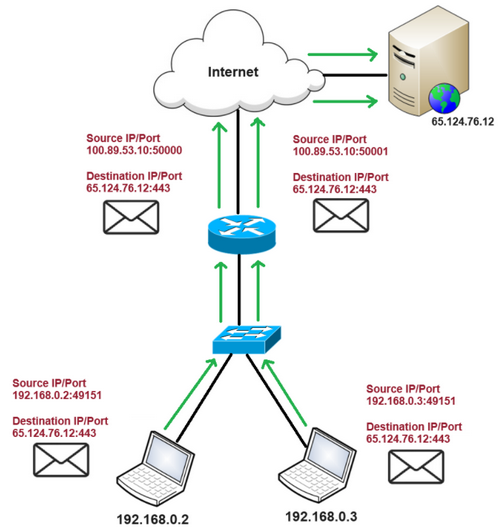 Internet
65.124.76.12
Source IP/Port
100.89.53.10:50000
Destination IP/Port
65.124.76.12:443
Source IP/Port
100.89.53.10:50001
Destination IP/Port
65.124.76.12:443
Source IP/Port
192.168.0.2:49151
Destination IP/Port
65.124.76.12:443
Source IP/Port
192.168.0.3:49151
Destination IP/Port
65.124.76.12:443
192.168.0.2
192.168.0.3